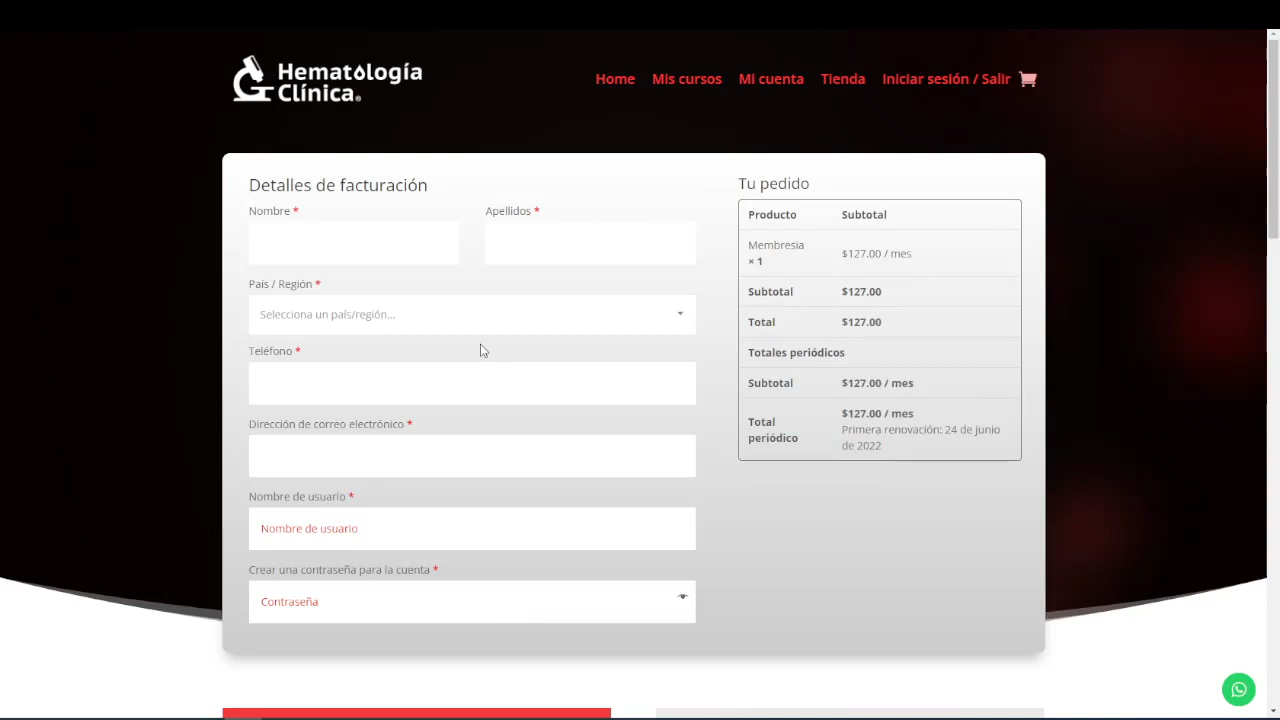 Hematología
Clínica®
Home Mis cursos Mi cuenta Tienda Iniciar sesión / Salir
Detalles de facturación
Nombre *
Apellidos *
País / Región *
Selecciona un país/región...
Teléfono *
Dirección de correo electrónico *
Nombre de usuario *
Nombre de usuario
Crear una contraseña para la cuenta *
Contraseña
Tu pedido
Producto Subtotal
Membresia
× 1
$127.00 / mes
Subtotal $127.00
Total $127.00
Totales periódicos
Subtotal $127.00 / mes
Total
periódico
$127.00 / mes
Primera renovación: 24 de junio
de 2022